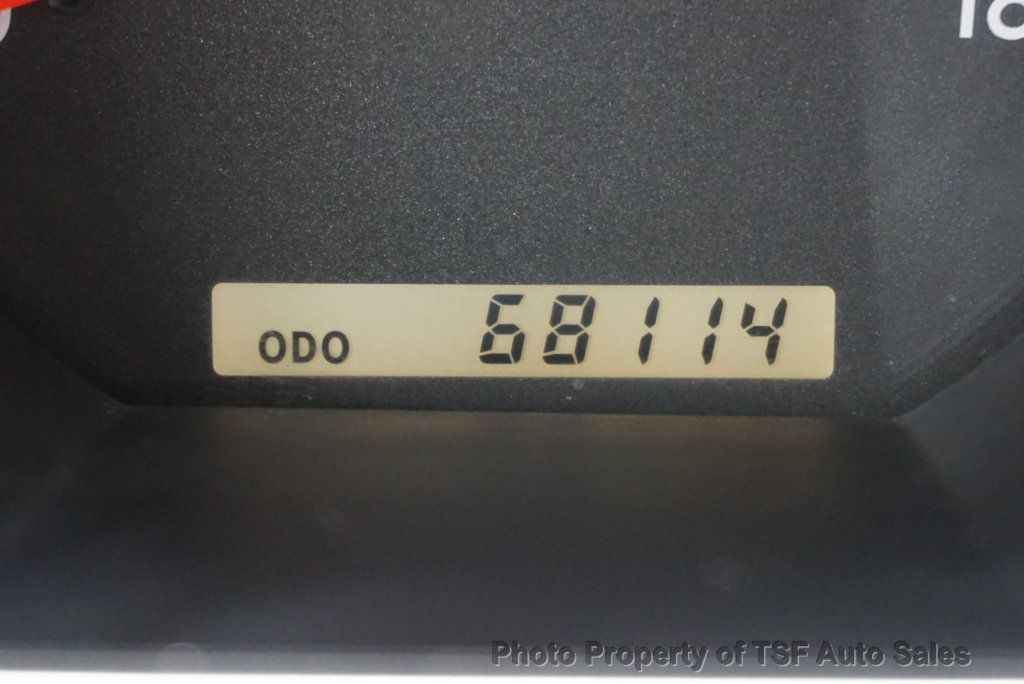 ODO 68114
Photo Property of TSF Auto Sales